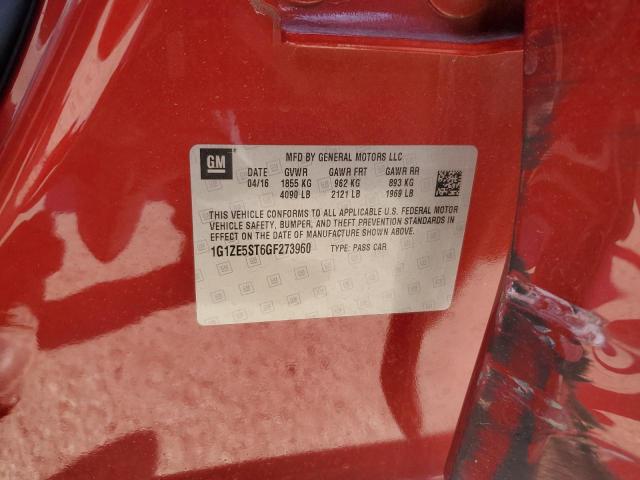 GM
MFD BY GENERAL MOTORS LLC
DATE GVWR GAWR FRT GAWR RR
04/16 1855 KG 962 KG 893 KG
4090 LB 2121 LB 1969 LB
THIS VEHICLE CONFORMS TO ALL APPLICABLE U.S. FEDERAL MOTOR
VEHICLE SAFETY, BUMPER, AND THEFT PREVENTION STANDARDS IN
EFFECT ON THE DATE OF MANUFACTURE SHOWN ABOVE.
1G1ZE5ST6GF273960 TYPE: PASS CAR